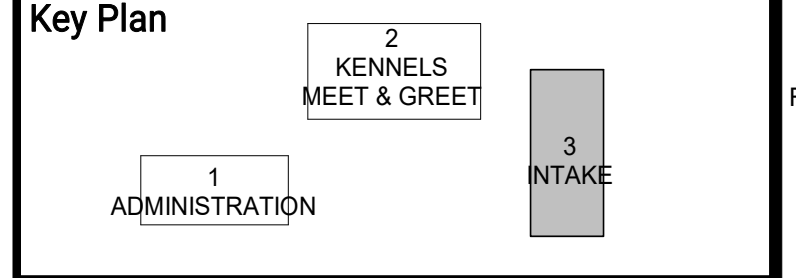 Key Plan
2
KENNELS
MEET & GREET
3
INTAKE
1
ADMINISTRATION